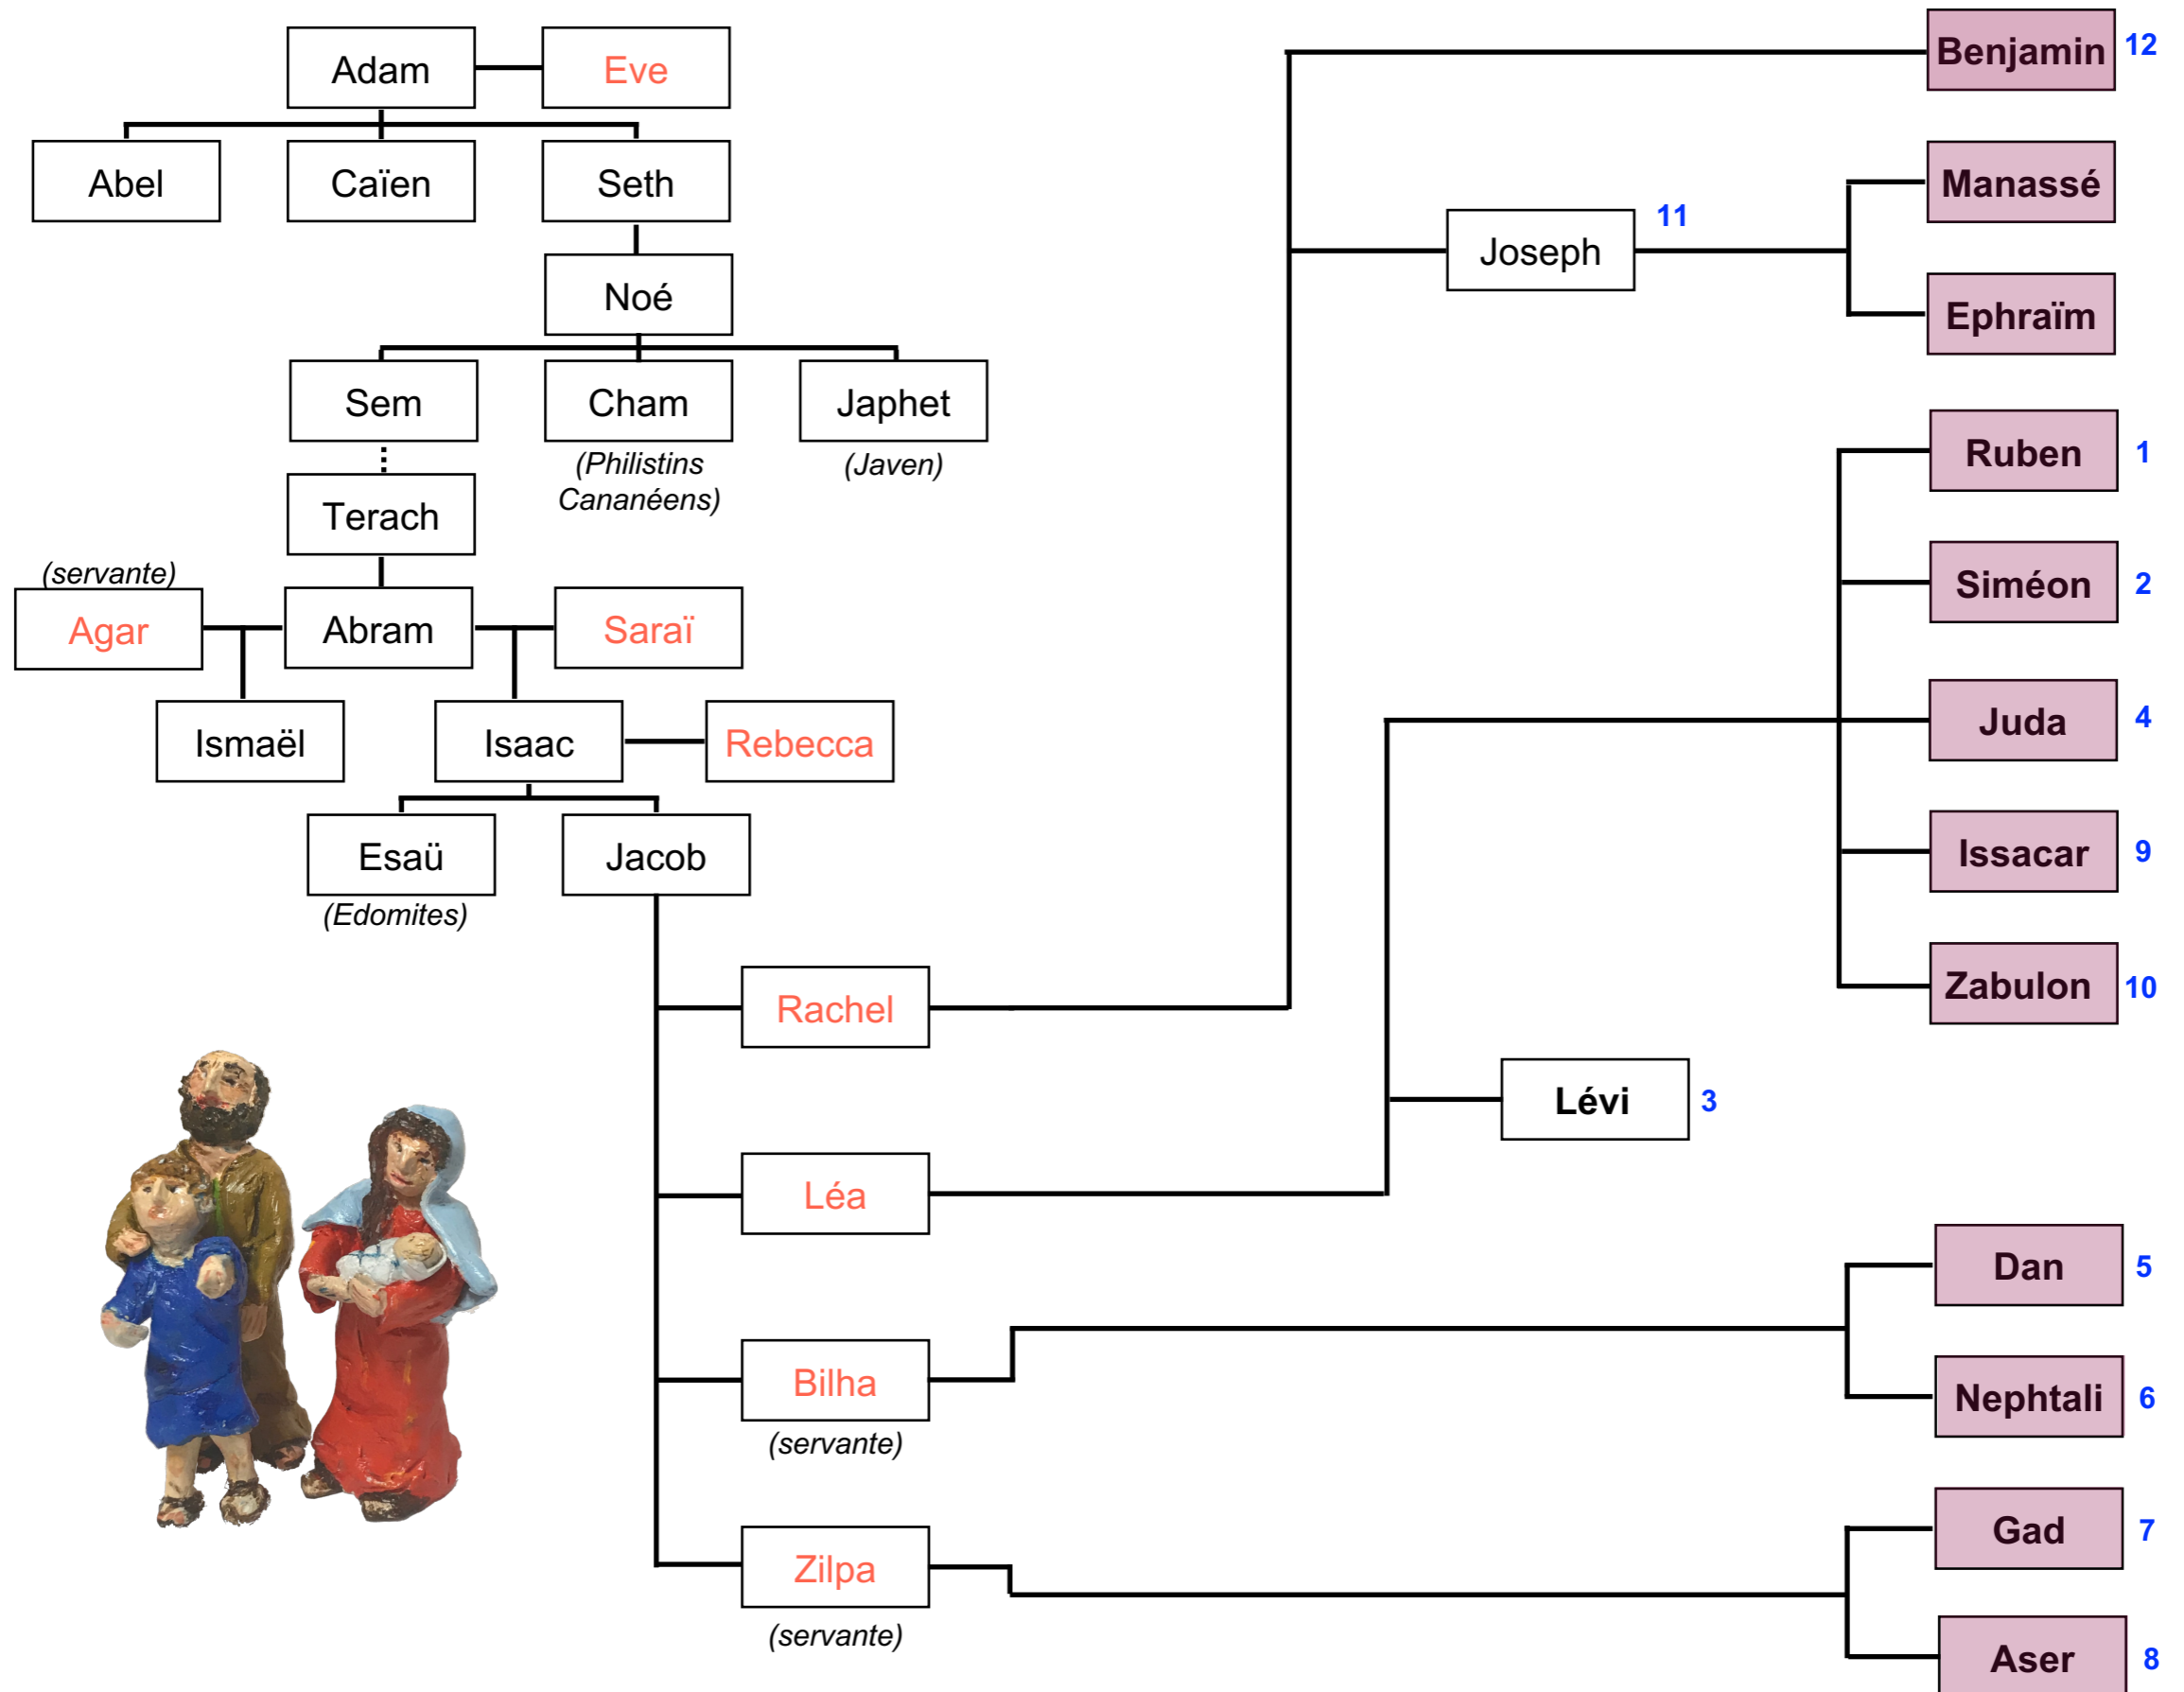 Adam
Eve
Abel
Caïen
Seth
Noé
Sem
Cham
Japhet
(Philistins
Cananéens)
(Javen)
Terach
(servante)
Agar
Abram
Saraï
Ismaël
Isaac
Rebecca
Esaü
Jacob
(Edomites)
Rachel
Léa
Bilha
(servante)
Zilpa
(servante)
Benjamin 12
Manassé
Joseph 11
Ephraïm
Ruben 1
Siméon 2
Juda 4
Issacar 9
Zabulon 10
Lévi 3
Dan 5
Nephtali 6
Gad 7
Aser 8